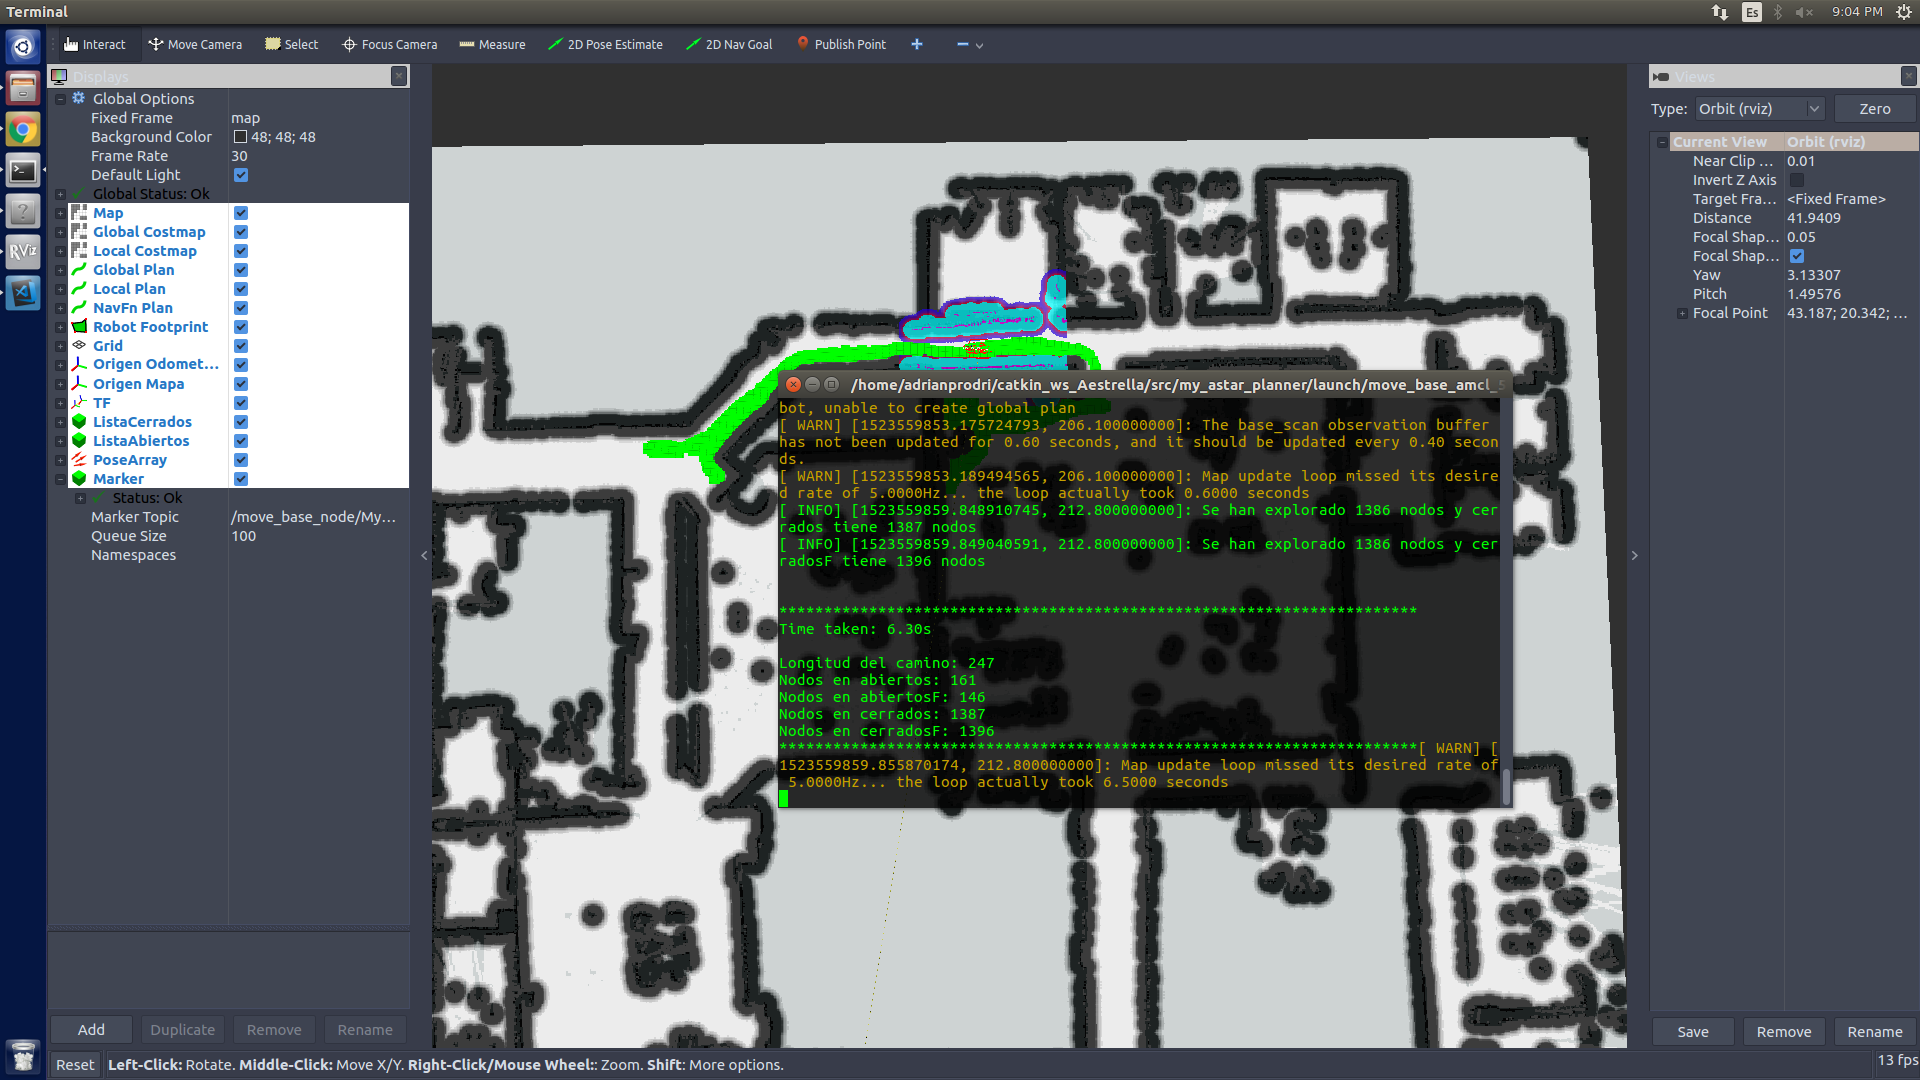 Terminal
Es
9:04 PM
Interact
Move Camera
Select
Focus Camera
Measure
2D Pose Estimate
2D Nav Goal
Publish Point
Displays
Global Options
Fixed Frame map
Background Color 48; 48; 48
Frame Rate 30
Default Light
Global Status: Ok
Map
Global Costmap
Local Costmap
Global Plan
Local Plan
NavFn Plan
Robot Footprint
Grid
Origen Odomet...
Origen Mapa
TF
ListaCerrados
ListaAbiertos
PoseArray
Marker
Status: Ok
Marker Topic /move_base_node/My...
Queue Size 100
Namespaces
Add
Duplicate
Remove
Rename
/home/adrianprodri/catkin_ws_Aestrella/src/my_astar_planner/launch/move_base_amcl_5
bot, unable to create global plan
[ WARN] [1523559853.175724793, 206.100000000]: The base_scan observation buffer
has not been updated for 0.60 seconds, and it should be updated every 0.40 secon
ds.
[ WARN] [1523559853.189494565, 206.100000000]: Map update loop missed its desire
d rate of 5.0000Hz... the loop actually took 0.6000 seconds
[ INFO] [1523559859.848910745, 212.800000000]: Se han explorado 1386 nodos y cer
rados tiene 1387 nodos
[ INFO] [1523559859.849040591, 212.800000000]: Se han explorado 1386 nodos y cer
radosF tiene 1396 nodos
***********************************************************************
Time taken: 6.30s
Longitud del camino: 247
Nodos en abiertos: 161
Nodos en abiertosF: 146
Nodos en cerrados: 1387
Nodos en cerradosF: 1396
***********************************************************************[ WARN] [
1523559859.855870174, 212.800000000]: Map update loop missed its desired rate of
5.0000Hz... the loop actually took 6.5000 seconds
Views
Type: Orbit (rviz)
Zero
Current View Orbit (rviz)
Near Clip ... 0.01
Invert Z Axis
Target Fra... <Fixed Frame>
Distance 41.9409
Focal Shap... 0.05
Focal Shap...
Yaw 3.13307
Pitch 1.49576
Focal Point 43.187; 20.342; ...
Save
Remove
Rename
Reset
Left-Click: Rotate. Middle-Click: Move X/Y. Right-Click/Mouse Wheel:: Zoom. Shift: More options.
13 fps
RViz